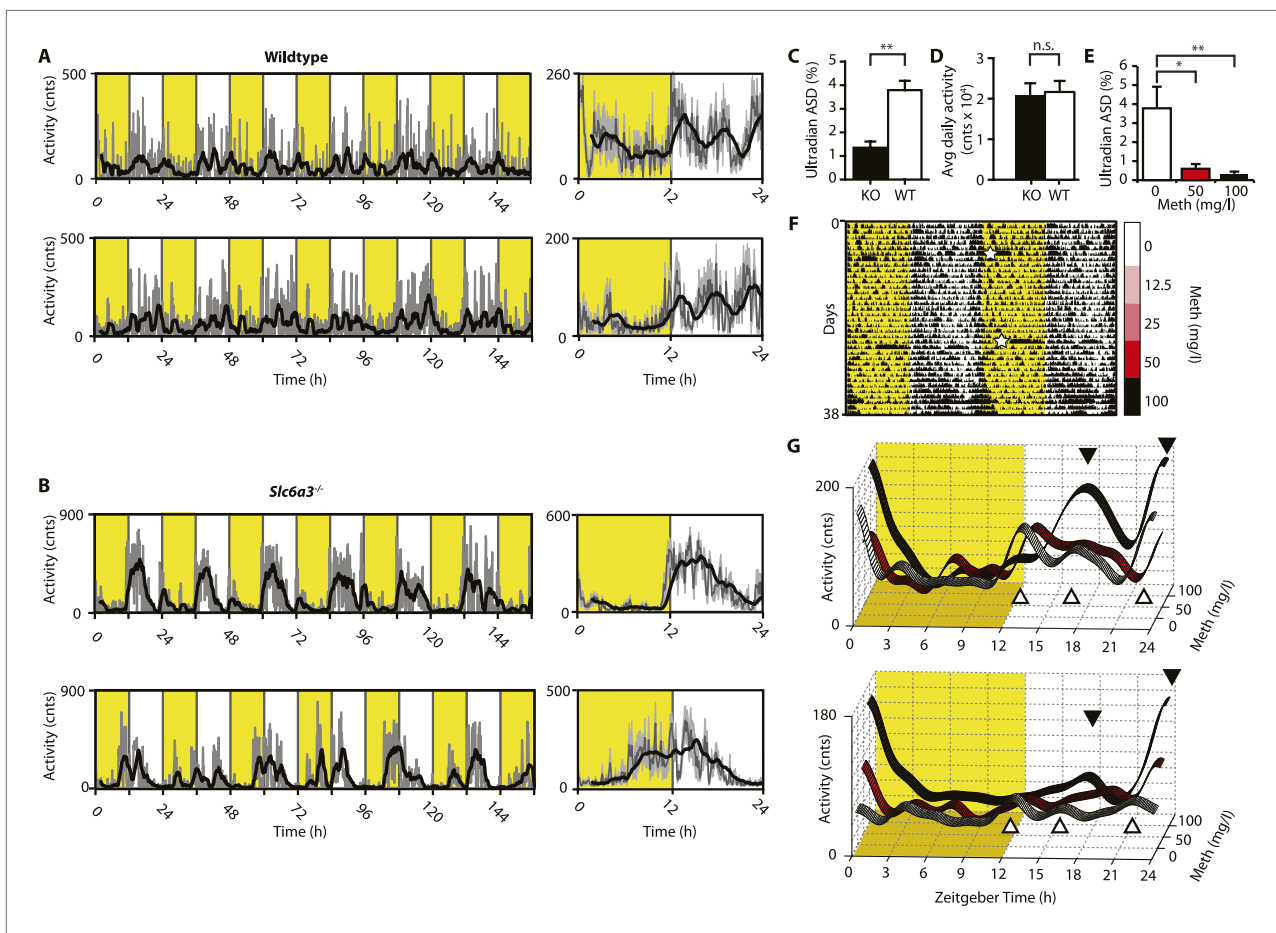 A
Wildtype
Activity (cnts)
500
0
0 24 48 72 96 120 144
260
0
0 12 24
Activity (cnts)
500
0
0 24 48 72 96 120 144
Time (h)
200
0
0 12 24
Time (h)
B
Slc6a3-/-
Activity (cnts)
900
0
0 24 48 72 96 120 144
600
0
0 12 24
Activity (cnts)
900
0
0 24 48 72 96 120 144
Time (h)
500
0
0 12 24
Time (h)
C
Ultradian ASD (%)
5
4
3
2
1
0
**
KO WT
D
Avg daily activity
(cnts x 10⁴)
3
2
1
0
n.s.
KO WT
E
Ultradian ASD (%)
6
5
4
3
2
1
0
*
**
0 50 100
Meth (mg/l)
F
0
Days
38
0
12.5
25
50
100
Meth (mg/l)
G
Activity (cnts)
200
0
0 3 6 9 12 15 18 21 24
100
50
0
Meth (mg/l)
Activity (cnts)
180
0
0 3 6 9 12 15 18 21 24
100
50
0
Meth (mg/l)
Zeitgeber Time (h)